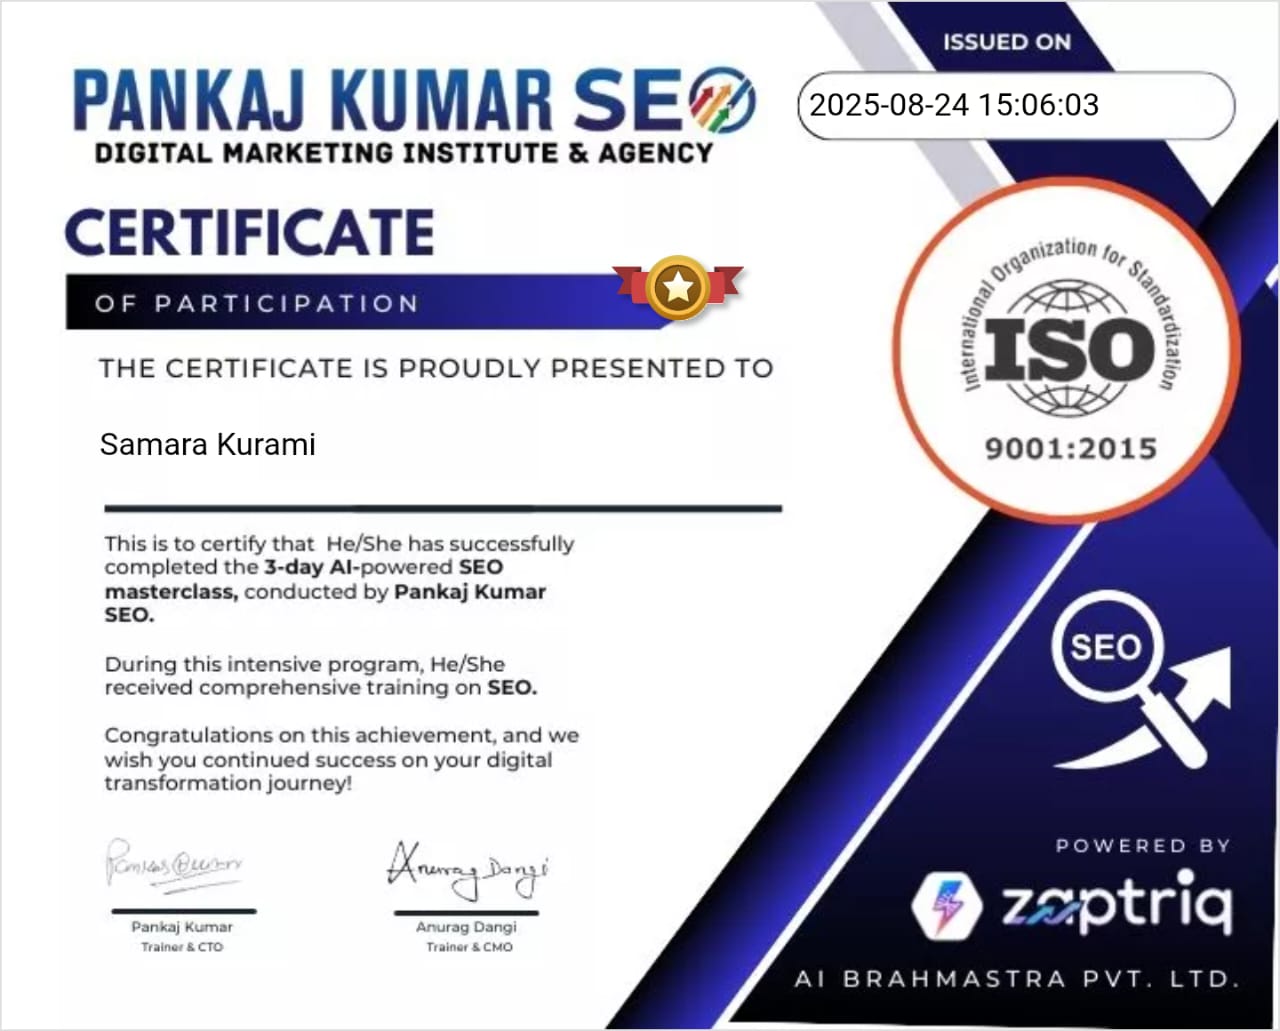 ISSUED ON
2025-08-24 15:06:03
PANKAJ KUMAR SEO
DIGITAL MARKETING INSTITUTE & AGENCY
CERTIFICATE
OF PARTICIPATION
THE CERTIFICATE IS PROUDLY PRESENTED TO
Samara Kurami
International Organization for Standardization
ISO
9001:2015
This is to certify that He/She has successfully
completed the 3-day AI-powered SEO
masterclass, conducted by Pankaj Kumar
SEO.
During this intensive program, He/She
received comprehensive training on SEO.
Congratulations on this achievement, and we
wish you continued success on your digital
transformation journey!
SEO
Pankaj Kumar
Trainer & CTO
Anurag Dangi
Anurag Dangi
Trainer & CMO
POWERED BY
zaptriq
AI BRAHMASTRA PVT. LTD.